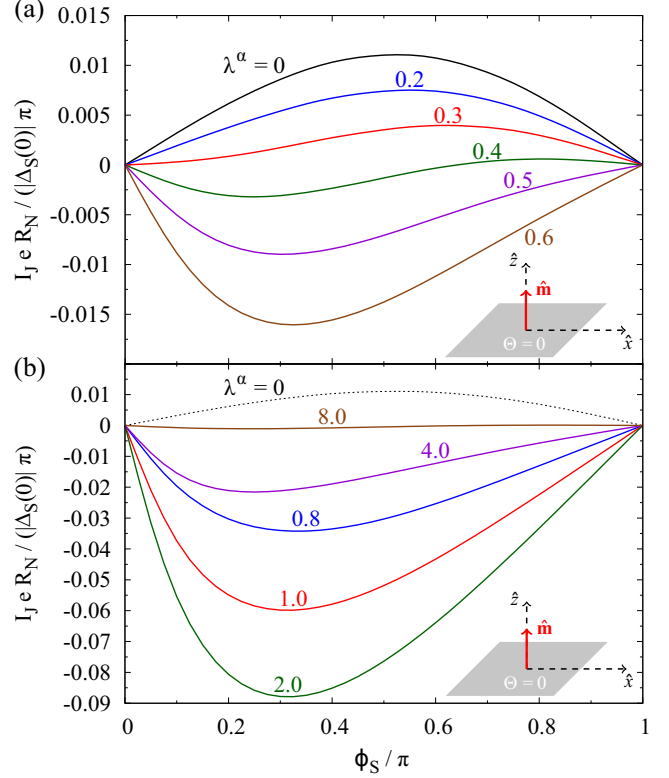 (a)
0.015
0.01
0.005
0
-0.005
-0.01
-0.015
I_J e R_N / (|Δ_S(0)| π)
λ^α = 0
0.2
0.3
0.4
0.5
0.6
ẑ
m̂
x̂
Θ = 0
(b)
0.01
0
-0.01
-0.02
-0.03
-0.04
-0.05
-0.06
-0.07
-0.08
-0.09
I_J e R_N / (|Δ_S(0)| π)
λ^α = 0
8.0
4.0
0.8
1.0
2.0
ẑ
m̂
x̂
Θ = 0
0 0.2 0.4 0.6 0.8 1
ϕ_S / π